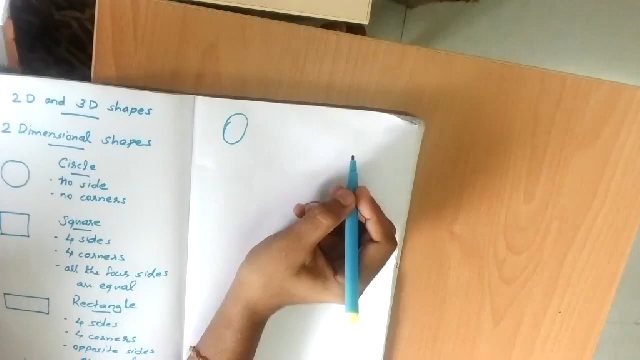 2D and 3D shapes
2 Dimensional shapes
Circle
- no side
- no corners
Square
- 4 sides
- 4 corners
- all the four sides
are equal
Rectangle
- 4 sides
- 4 corners
- opposite sides